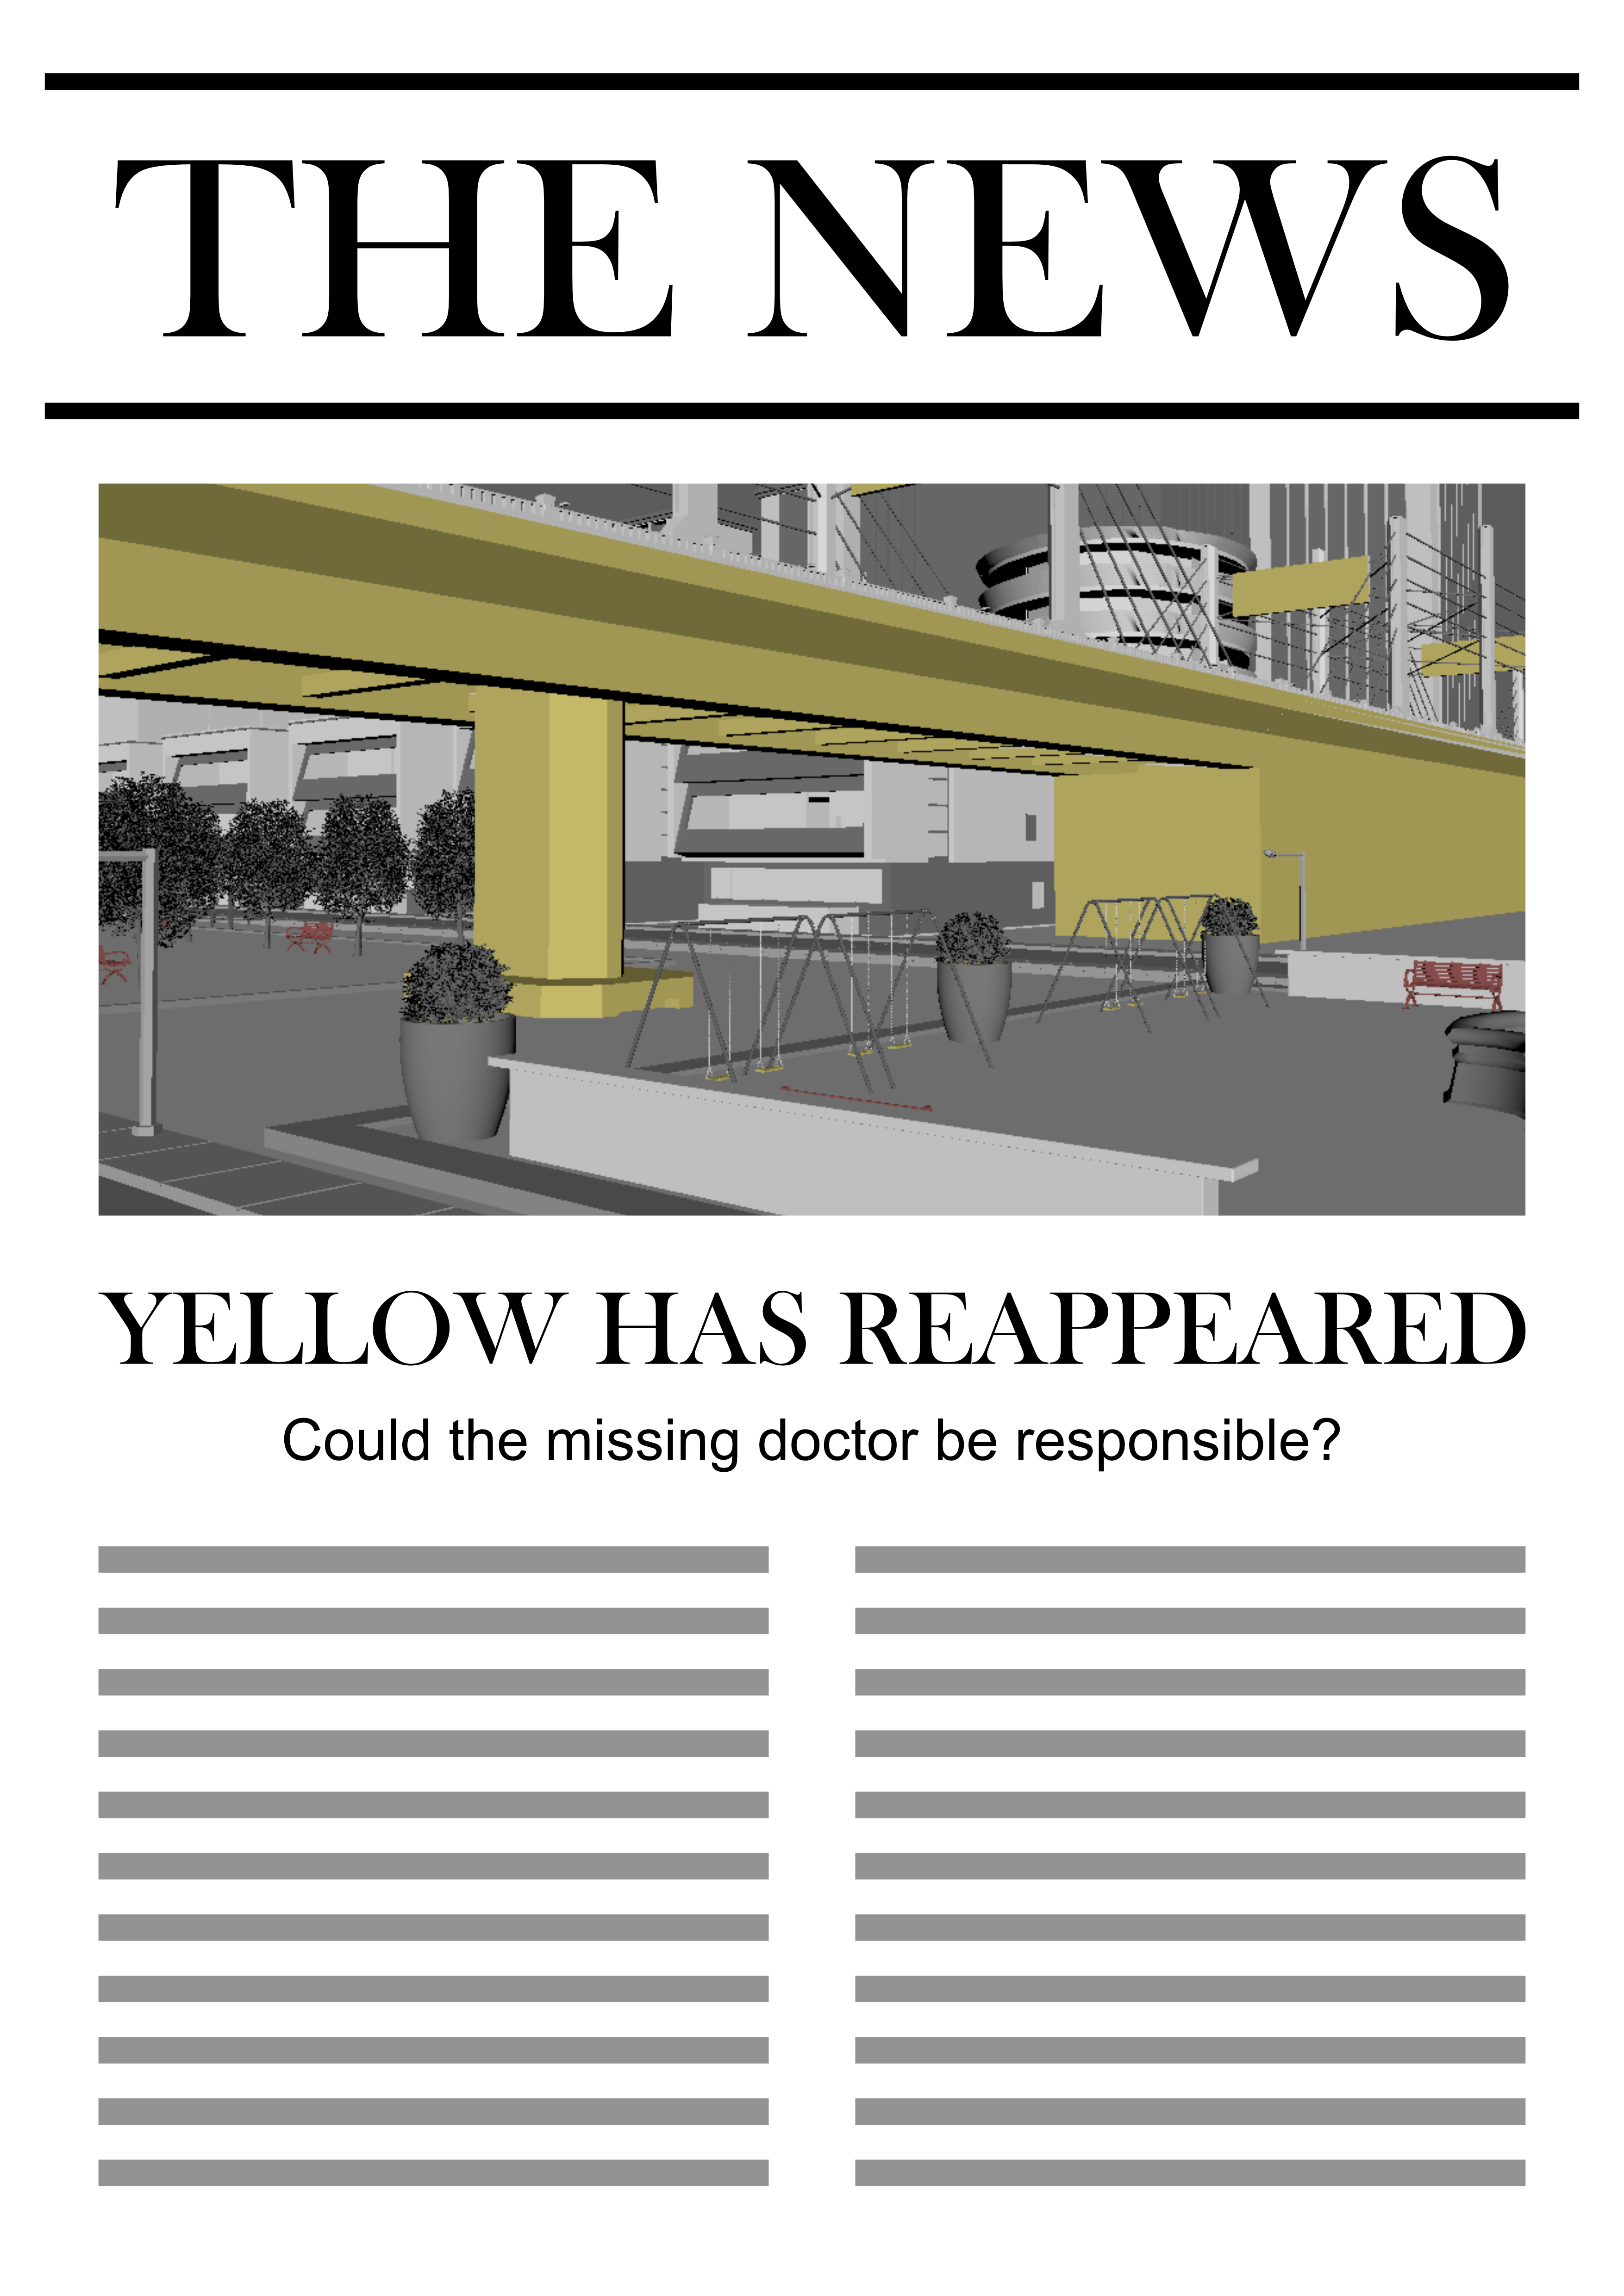 THE NEWS
YELLOW HAS REAPPEARED
Could the missing doctor be responsible?